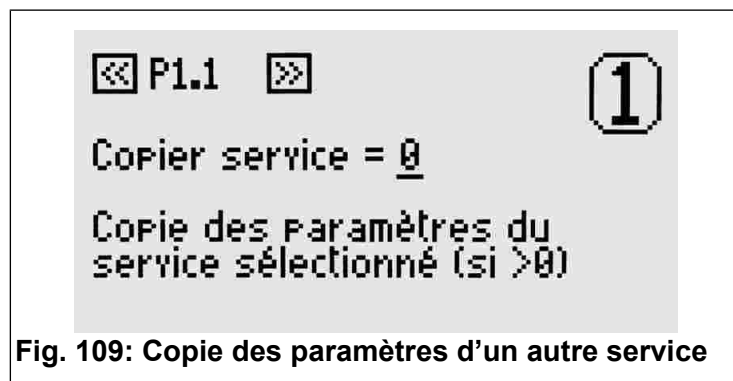 << P1.1 >>
1
Copier service = 0
Copie des paramètres du
service sélectionné (si >0)
Fig. 109: Copie des paramètres d’un autre service